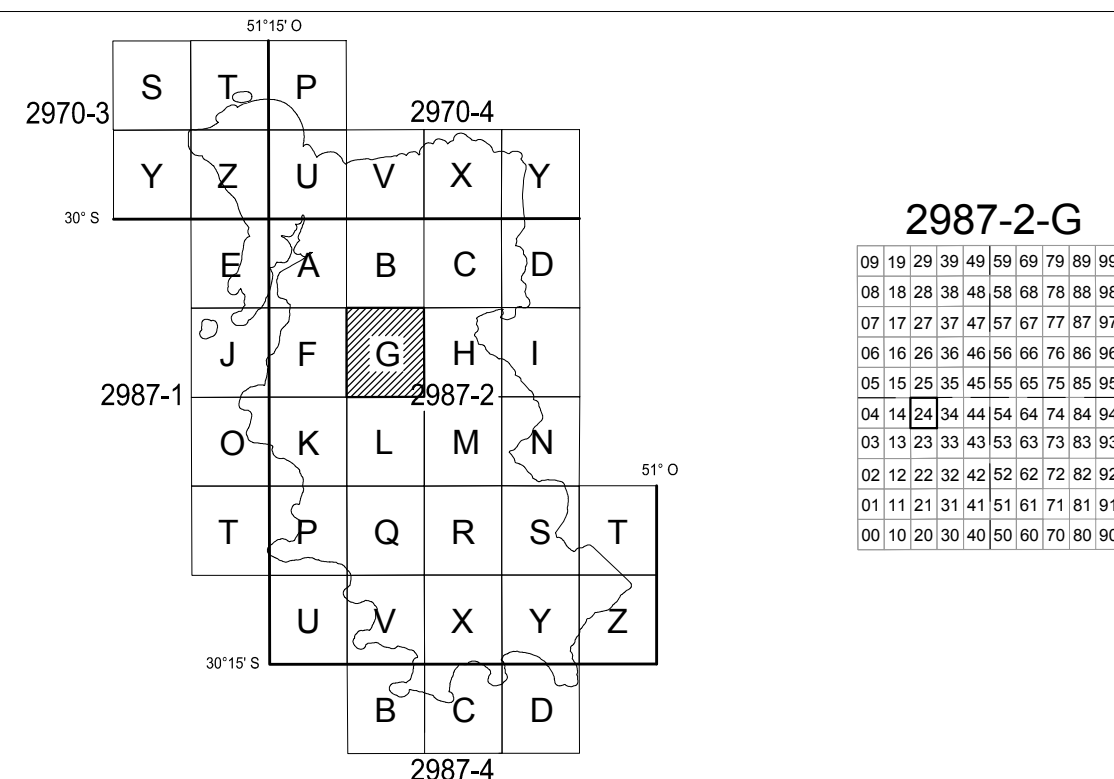 51°15' O
S T P
2970-3 2970-4
Y Z U V X Y
30° S
E A B C D
J F G H I
2987-1 2987-2
O K L M N
51° O
T P Q R S T
U V X Y Z
30°15' S
B C D
2987-4
2987-2-G
09 19 29 39 49 59 69 79 89 99
08 18 28 38 48 58 68 78 88 98
07 17 27 37 47 57 67 77 87 97
06 16 26 36 46 56 66 76 86 96
05 15 25 35 45 55 65 75 85 95
04 14 24 34 44 54 64 74 84 94
03 13 23 33 43 53 63 73 83 93
02 12 22 32 42 52 62 72 82 92
01 11 21 31 41 51 61 71 81 91
00 10 20 30 40 50 60 70 80 90